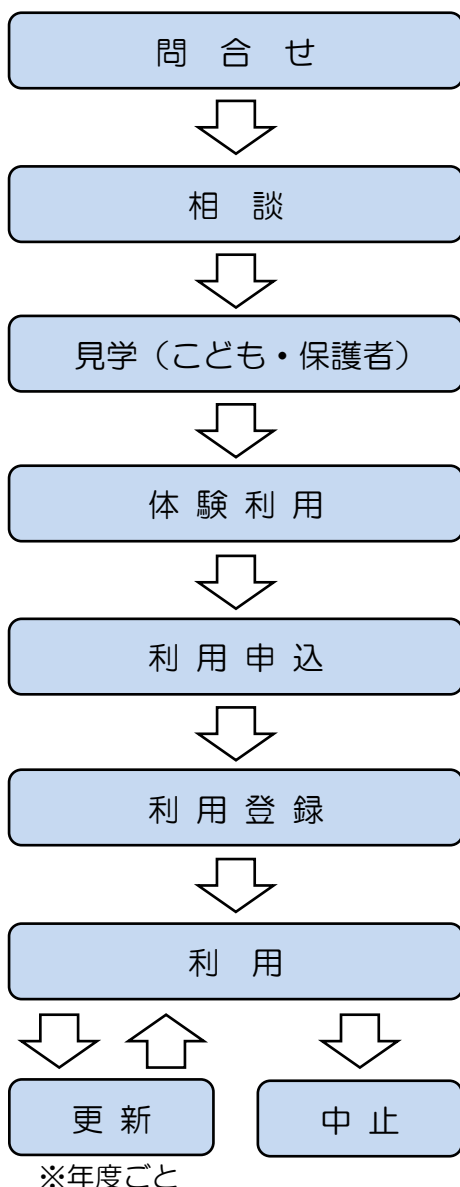 問 合 せ
相 談
見学（こども・保護者）
体 験 利 用
利 用 申 込
利 用 登 録
利 用
更 新
中 止
※年度ごと